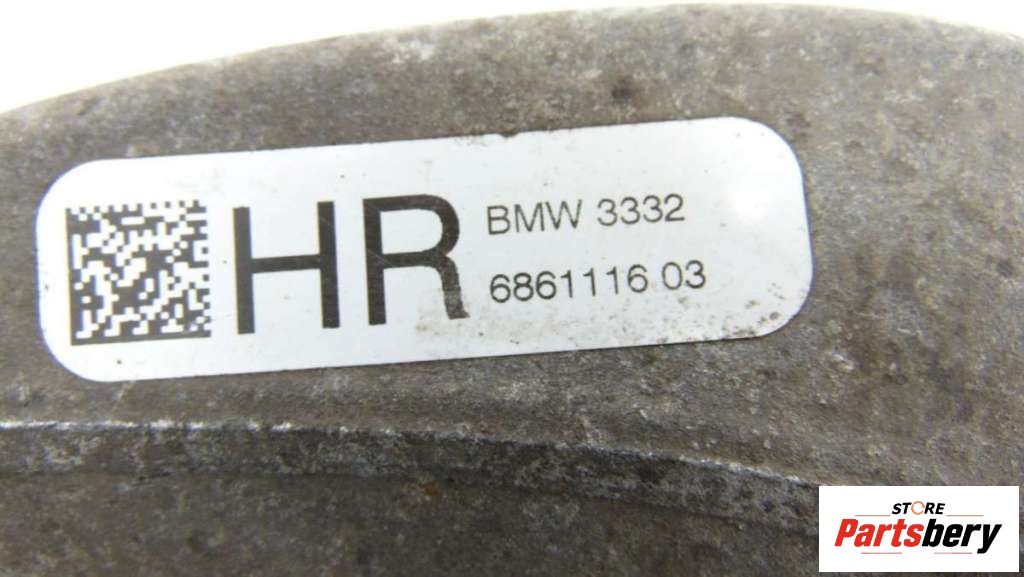 HR
BMW 3332
6861116 03
STORE
Partsbery